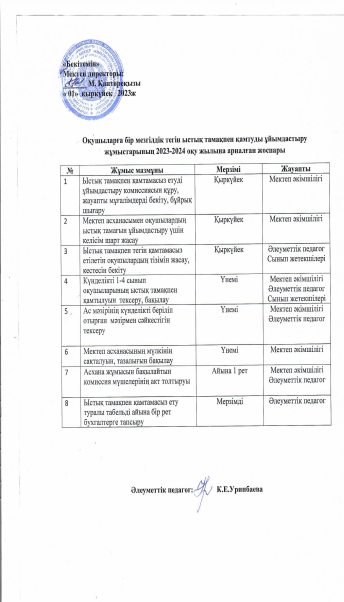 «Бекітемін»
Мектеп директоры:
М. Қаптарқызы
« 01» қыркүйек 2023ж
Оқушыларға бір мезгілдік тегін ыстық тамақпен қамтуды ұйымдастыру
жұмыстарының 2023-2024 оқу жылына арналған жоспары
№ Жұмыс мазмұны Мерзімі Жауапты
1 Ыстық тамақпен қамтамасыз етуді Қыркүйек Мектеп әкімшілігі
ұйымдастыру комиссиясын құру,
жауапты мұғалімдерді бекіту, бұйрық
шығару
2 Мектеп асханасымен оқушылардың Қыркүйек Мектеп әкімшілігі
ыстық тамағын ұйымдастыру үшін
келісім шарт жасау
3 Ыстық тамақпен тегін қамтамасыз Қыркүйек Әлеуметтік педагог
етілетін оқушылардың тізімін жасау, Сынып жетекшілері
кестесін бекіту
4 Күнделікті 1-4 сынып Үнемі Мектеп әкімшілігі
оқушыларының ыстық тамақпен Әлеуметтік педагог
қамтылуын тексеру, бақылау Сынып жетекшілері
5 Ас мәзірінің күнделікті беріліп Үнемі Мектеп әкімшілігі
отырған мәзірмен сәйкестігін Әлеуметтік педагог
тексеру
6 Мектеп асханасының мүлкінің Үнемі Мектеп әкімшілігі
сақталуын, тазалығын бақылау
7 Асхана жұмысын бақылайтын Айына 1 рет Мектеп әкімшілігі
комиссия мүшелерінің акт толтыруы Әлеуметтік педагог
8 Ыстық тамақпен қамтамасыз ету Мерзімді Әлеуметтік педагог
туралы табельді айына бір рет
бухгалтерге тапсыру
Әлеуметтік педагог: К.Е.Уринбаева